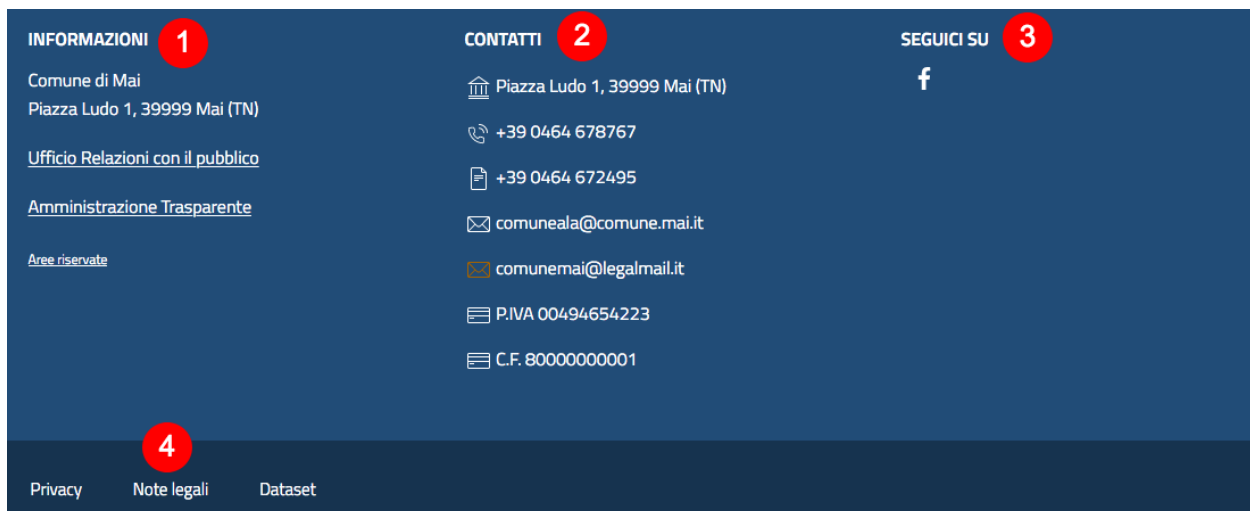 INFORMAZIONI 1
Comune di Mai
Piazza Ludo 1, 39999 Mai (TN)
Ufficio Relazioni con il pubblico
Amministrazione Trasparente
Aree riservate
CONTATTI 2
Piazza Ludo 1, 39999 Mai (TN)
+39 0464 678767
+39 0464 672495
comuneala@comune.mai.it
comunemai@legalmail.it
P.IVA 00494654223
C.F. 80000000001
SEGUICI SU 3
f
4
Privacy Note legali Dataset